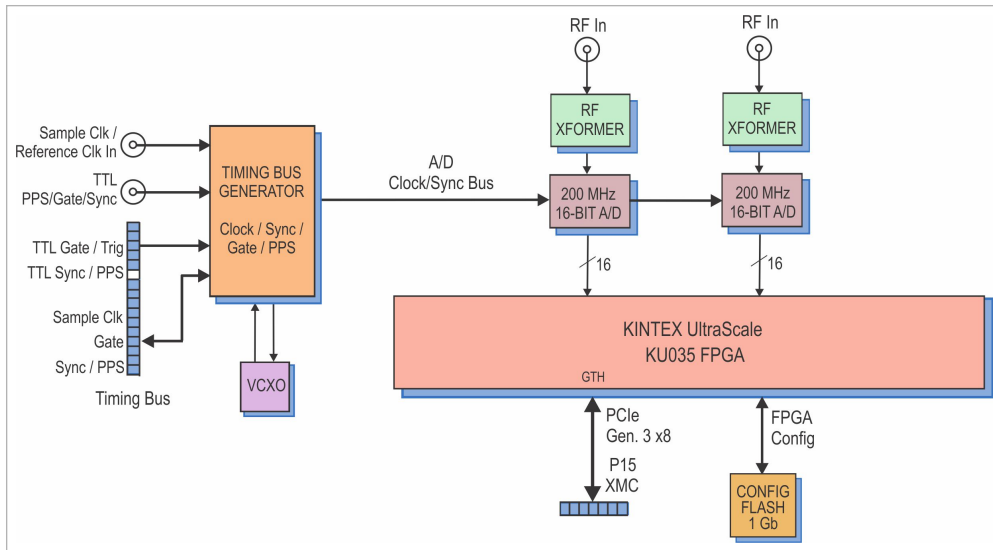 RF In
RF In
RF
XFORMER
RF
XFORMER
Sample Clk /
Reference Clk In
TTL
PPS/Gate/Sync
TIMING BUS
GENERATOR
Clock / Sync /
Gate / PPS
A/D
Clock/Sync Bus
200 MHz
16-BIT A/D
200 MHz
16-BIT A/D
TTL Gate / Trig
TTL Sync / PPS
Sample Clk
Gate
Sync / PPS
Timing Bus
VCXO
16
16
KINTEX UltraScale
KU035 FPGA
GTH
PCIe
Gen. 3 x8
P15
XMC
FPGA
Config
CONFIG
FLASH
1 Gb